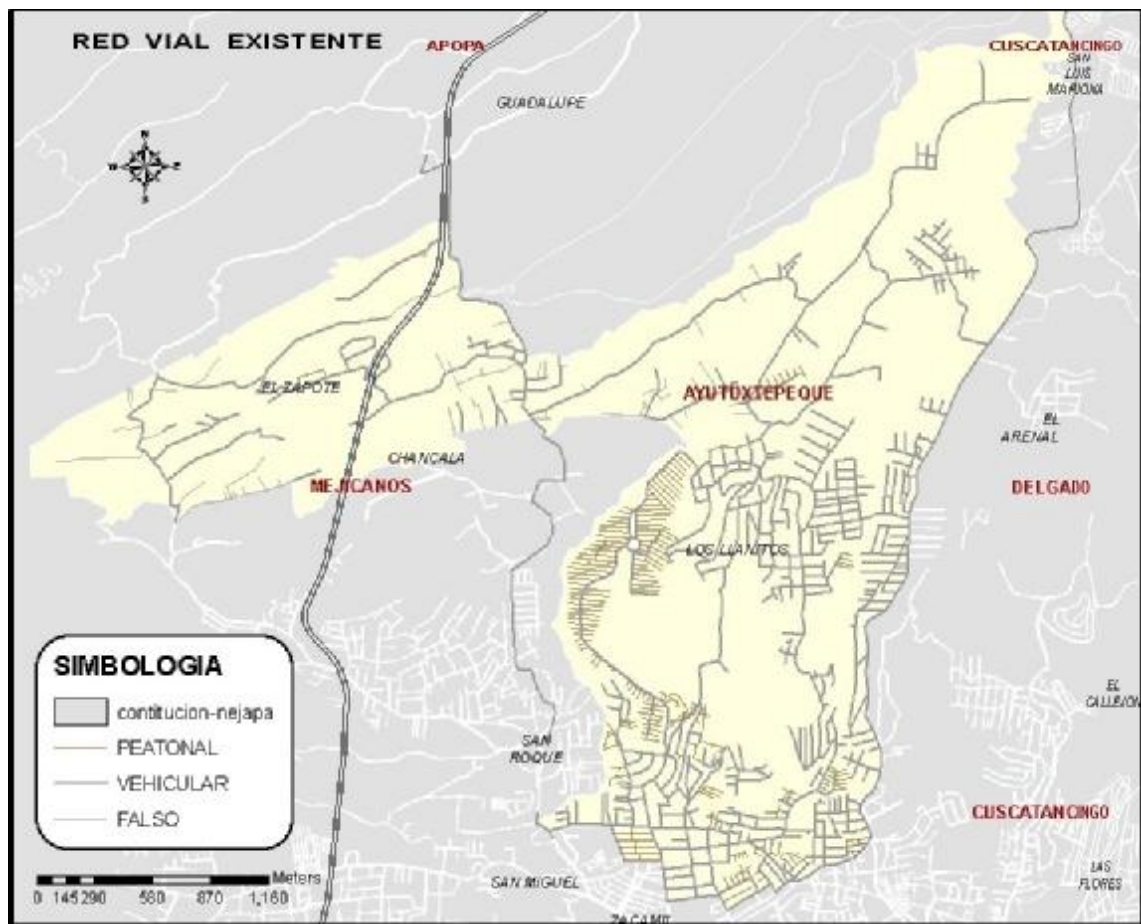 RED VIAL EXISTENTE
APOPA
CUSCATANCINGO
SAN
LUIS
MARIONA
GUADALUPE
N
W
E
S
EL ZAPOTE
AYUTUXTEPEQUE
EL
ARENAL
CHANCALA
MEJICANOS
DELGADO
LOS LLANITOS
SIMBOLOGIA
contitucion-nejapa
PEATONAL
VEHICULAR
FALSO
EL
CALLEJON
SAN
ROQUE
CUSCATANCINGO
Meters
0 145 290 580 870 1,160
SAN MIGUEL
LAS
FLORES
ZACAMIL